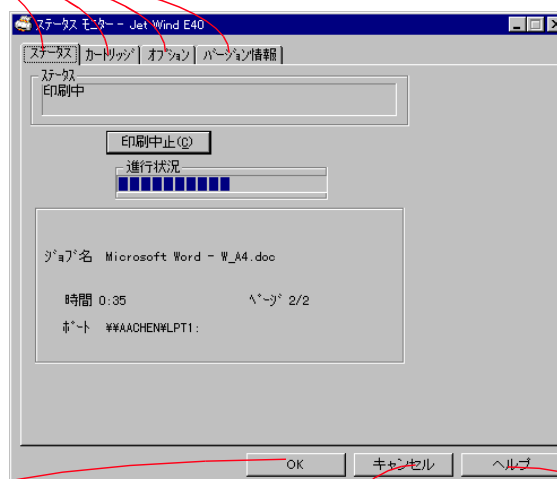 ステータス モニター - Jet Wind E40
ステータス カートリッジ オプション バージョン情報
ステータス
印刷中
印刷中止(C)
進行状況
ジョブ名 Microsoft Word - W_A4.doc
時間 0:35 ページ 2/2
ポート ¥¥AACHEN¥LPT1:
OK キャンセル ヘルプ